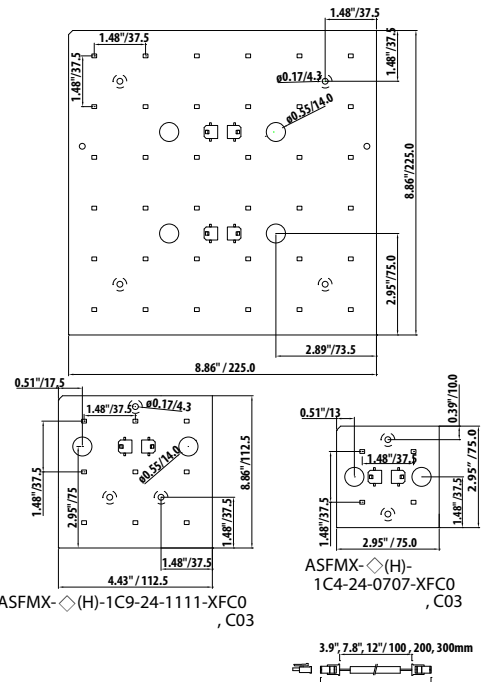 1.48"/37.5
1.48"/37.5
1.48"/37.5
1.48"/37.5
ø0.17/4.3
ø0.55/14.0
8.86"/225.0
2.95"/75.0
2.89"/73.5
8.86" / 225.0
0.51"/17,5
1.48"/37.5
ø0.17/4.3
1.48"/37.5
2.95"/75
ø0.55/14.0
8.86"/112.5
1.48"/37.5
1.48"/37.5
4.43" / 112.5
ASFMX-◇(H)-1C9-24-1111-XFC0
, C03
0.39"/10.0
0.51"/13
1.48"/37.5
2.95" /75.0
1.48"/37.5
1.48"/37.5
2.95" / 75.0
ASFMX-◇(H)-
1C4-24-0707-XFC0
, C03
3.9", 7.8", 12"/ 100 , 200, 300mm